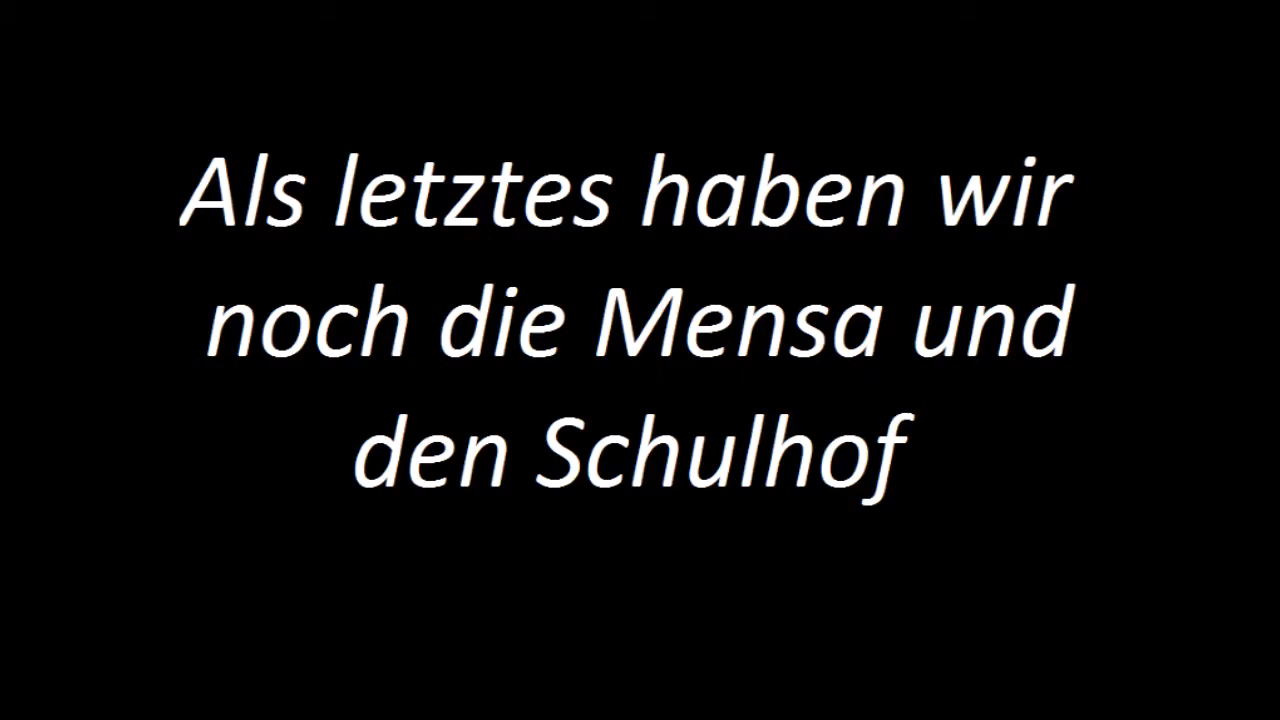 Als letztes haben wir
noch die Mensa und
den Schulhof